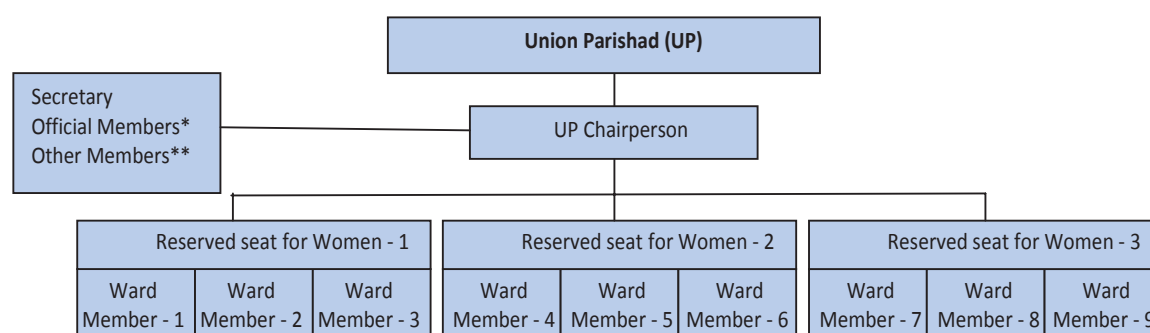 Union Parishad (UP)
Secretary
Official Members*
Other Members**
UP Chairperson
Reserved seat for Women - 1
Reserved seat for Women - 2
Reserved seat for Women - 3
Ward
Member - 1
Ward
Member - 2
Ward
Member - 3
Ward
Member - 4
Ward
Member - 5
Ward
Member - 6
Ward
Member - 7
Ward
Member - 8
Ward
Member - 9